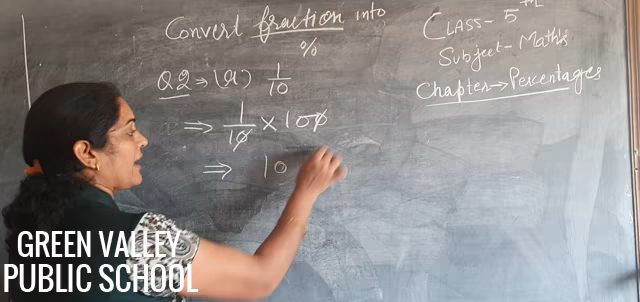 Convert fraction into
%
Q2 → (a) 1/10
⇒ 1/10 × 100
⇒ 10
Class - 5th
Subject - Maths
Chapter → Percentages
GREEN VALLEY
PUBLIC SCHOOL